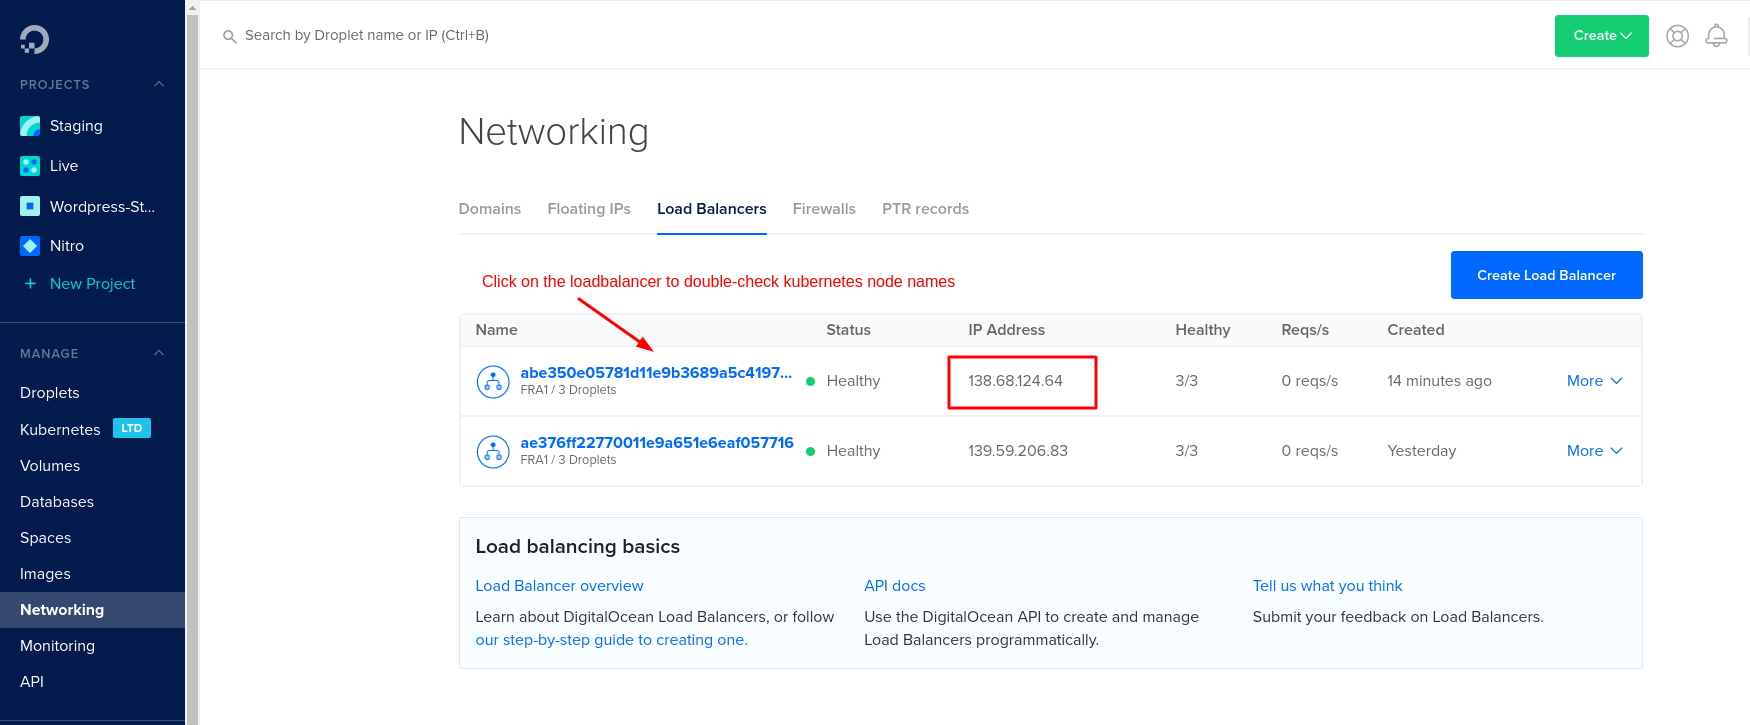 Search by Droplet name or IP (Ctrl+B)
Create
PROJECTS
Staging
Live
Wordpress-St...
Nitro
+ New Project
MANAGE
Droplets
Kubernetes LTD
Volumes
Databases
Spaces
Images
Networking
Monitoring
API
Networking
Domains Floating IPs Load Balancers Firewalls PTR records
Click on the loadbalancer to double-check kubernetes node names
Create Load Balancer
Name Status IP Address Healthy Reqs/s Created
abe350e05781d11e9b3689a5c4197... Healthy 138.68.124.64 3/3 0 reqs/s 14 minutes ago More
FRA1 / 3 Droplets
ae376ff22770011e9a651e6eaf057716 Healthy 139.59.206.83 3/3 0 reqs/s Yesterday More
FRA1 / 3 Droplets
Load balancing basics
Load Balancer overview
Learn about DigitalOcean Load Balancers, or follow
our step-by-step guide to creating one.
API docs
Use the DigitalOcean API to create and manage
Load Balancers programmatically.
Tell us what you think
Submit your feedback on Load Balancers.